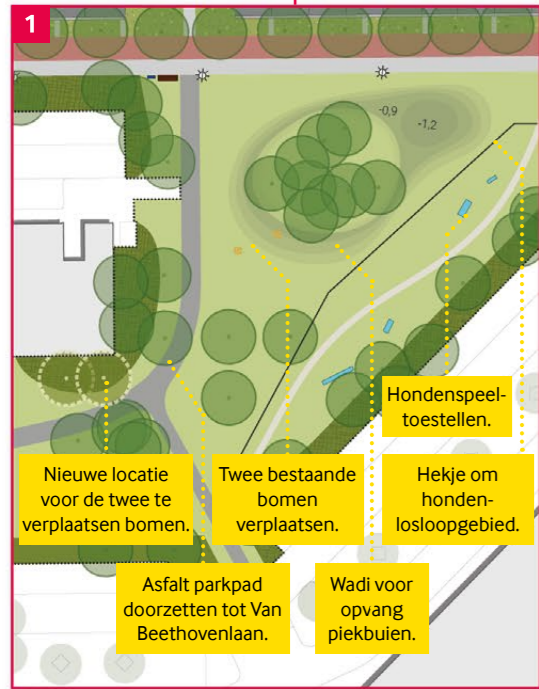 1
-0,9
-1,2
Hondenspeel-
toestellen.
Nieuwe locatie
voor de twee te
verplaatsen bomen.
Twee bestaande
bomen
verplaatsen.
Hekje om
honden-
losloopgebied.
Asfalt parkpad
doorzetten tot Van
Beethovenlaan.
Wadi voor
opvang
piekbuien.